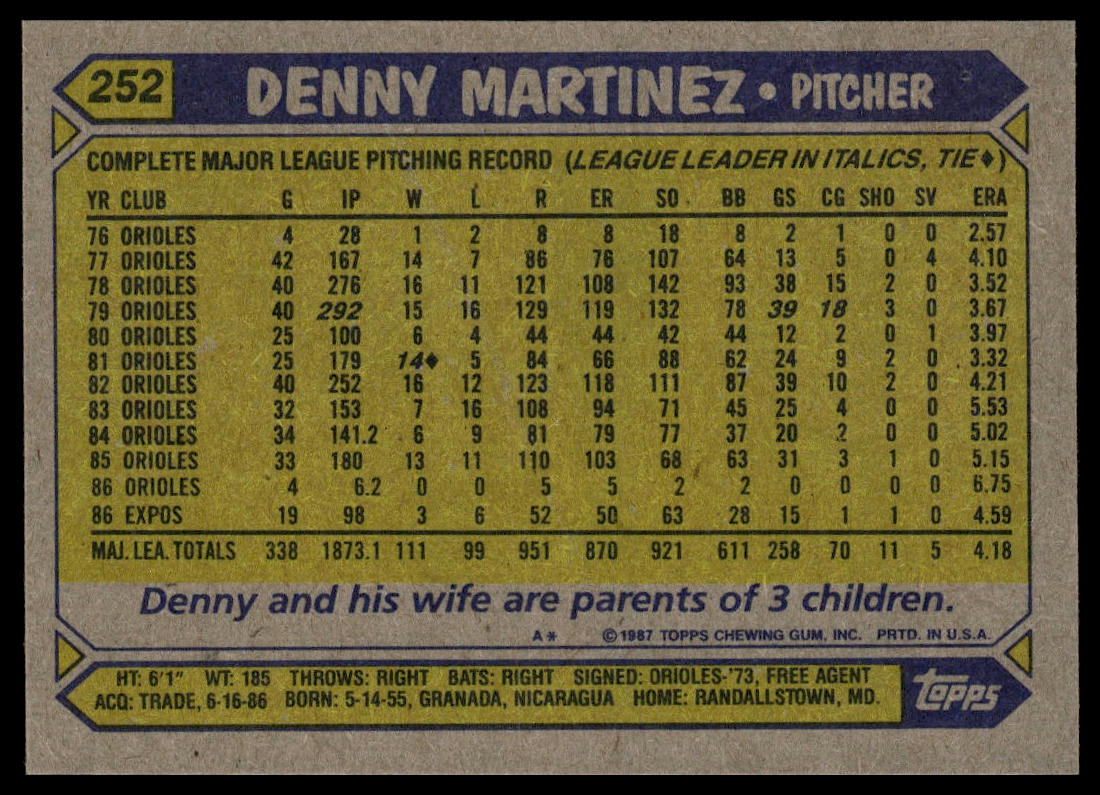 252 DENNY MARTINEZ • PITCHER
COMPLETE MAJOR LEAGUE PITCHING RECORD (LEAGUE LEADER IN ITALICS, TIE♦)
YR CLUB G IP W L R ER SO BB GS CG SHO SV ERA
76 ORIOLES 4 28 1 2 8 8 18 8 2 1 0 0 2.57
77 ORIOLES 42 167 14 7 86 76 107 64 13 5 0 4 4.10
78 ORIOLES 40 276 16 11 121 108 142 93 38 15 2 0 3.52
79 ORIOLES 40 292 15 16 129 119 132 78 39 18 3 0 3.67
80 ORIOLES 25 100 6 4 44 44 42 44 12 2 0 1 3.97
81 ORIOLES 25 179 14♦ 5 84 66 88 62 24 9 2 0 3.32
82 ORIOLES 40 252 16 12 123 118 111 87 39 10 2 0 4.21
83 ORIOLES 32 153 7 16 108 94 71 45 25 4 0 0 5.53
84 ORIOLES 34 141.2 6 9 81 79 77 37 20 2 0 0 5.02
85 ORIOLES 33 180 13 11 110 103 68 63 31 3 1 0 5.15
86 ORIOLES 4 6.2 0 0 5 5 2 2 0 0 0 0 6.75
86 EXPOS 19 98 3 6 52 50 63 28 15 1 1 0 4.59
MAJ. LEA. TOTALS 338 1873.1 111 99 951 870 921 611 258 70 11 5 4.18
Denny and his wife are parents of 3 children.
A* ©1987 TOPPS CHEWING GUM, INC. PRTD. IN U.S.A.
HT: 6'1" WT: 185 THROWS: RIGHT BATS: RIGHT SIGNED: ORIOLES-'73, FREE AGENT
ACQ: TRADE, 6-16-86 BORN: 5-14-55, GRANADA, NICARAGUA HOME: RANDALLSTOWN, MD.
topps